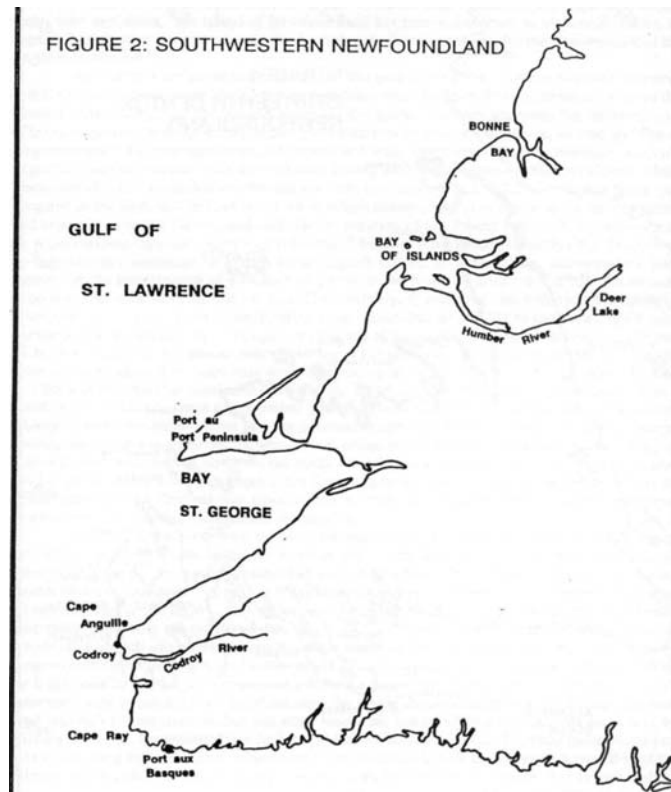 FIGURE 2: SOUTHWESTERN NEWFOUNDLAND
BONNE
BAY
GULF OF
ST. LAWRENCE
BAY
OF ISLANDS
Deer
Lake
Humber River
Port au
Port Peninsula
BAY
ST. GEORGE
Cape
Anguille
Codroy
Codroy River
Cape Ray
Port aux
Basques